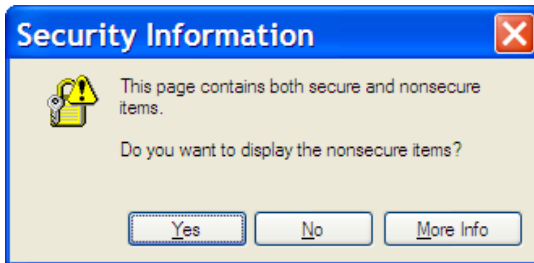 Security Information
This page contains both secure and nonsecure
items.
Do you want to display the nonsecure items?
Yes
No
More Info